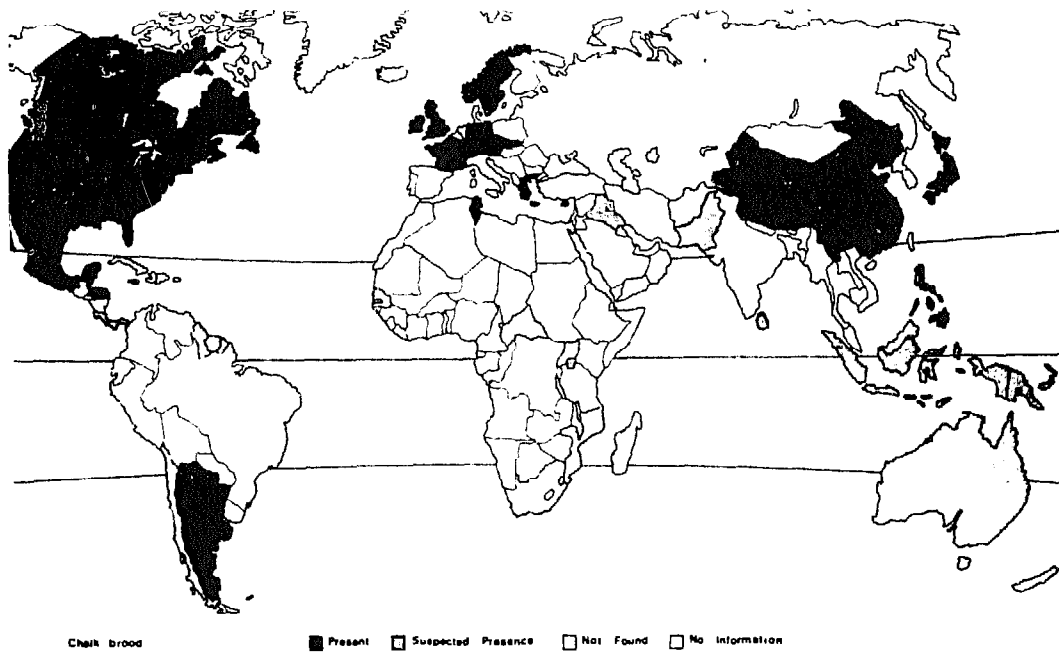 Chalk brood
Present
Suspected Presence
Not Found
No Information